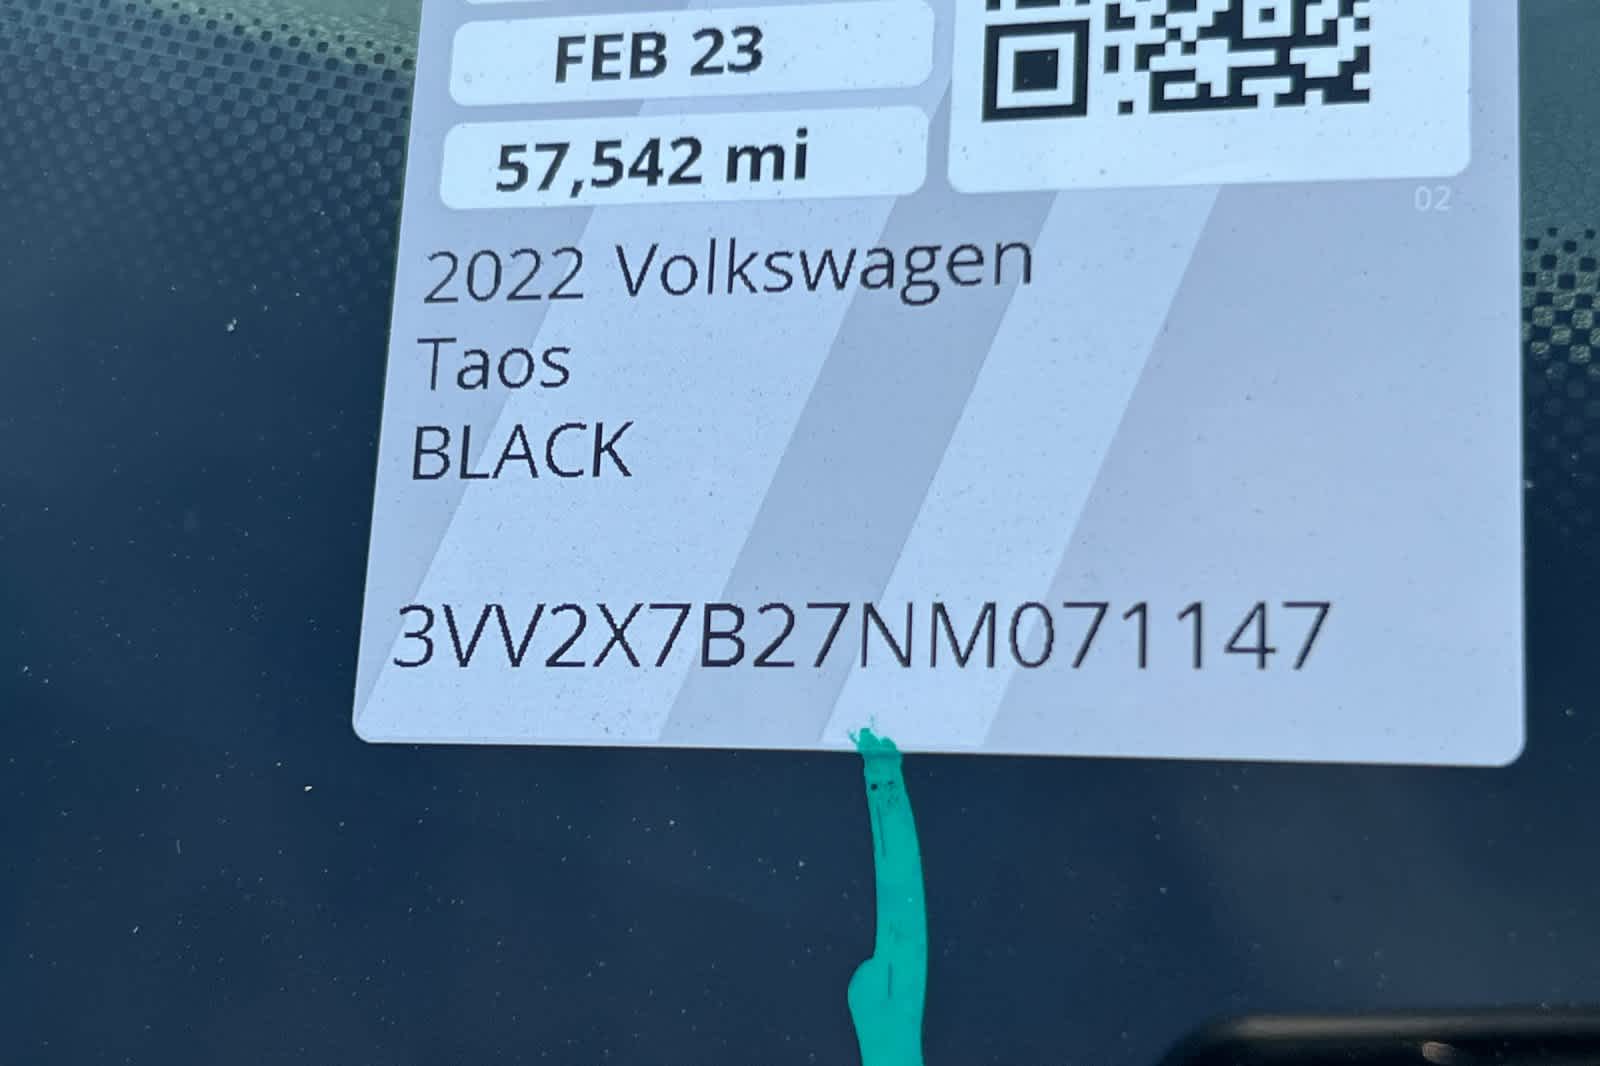 FEB 23
57,542 mi
02
2022 Volkswagen
Taos
BLACK
3VV2X7B27NM071147